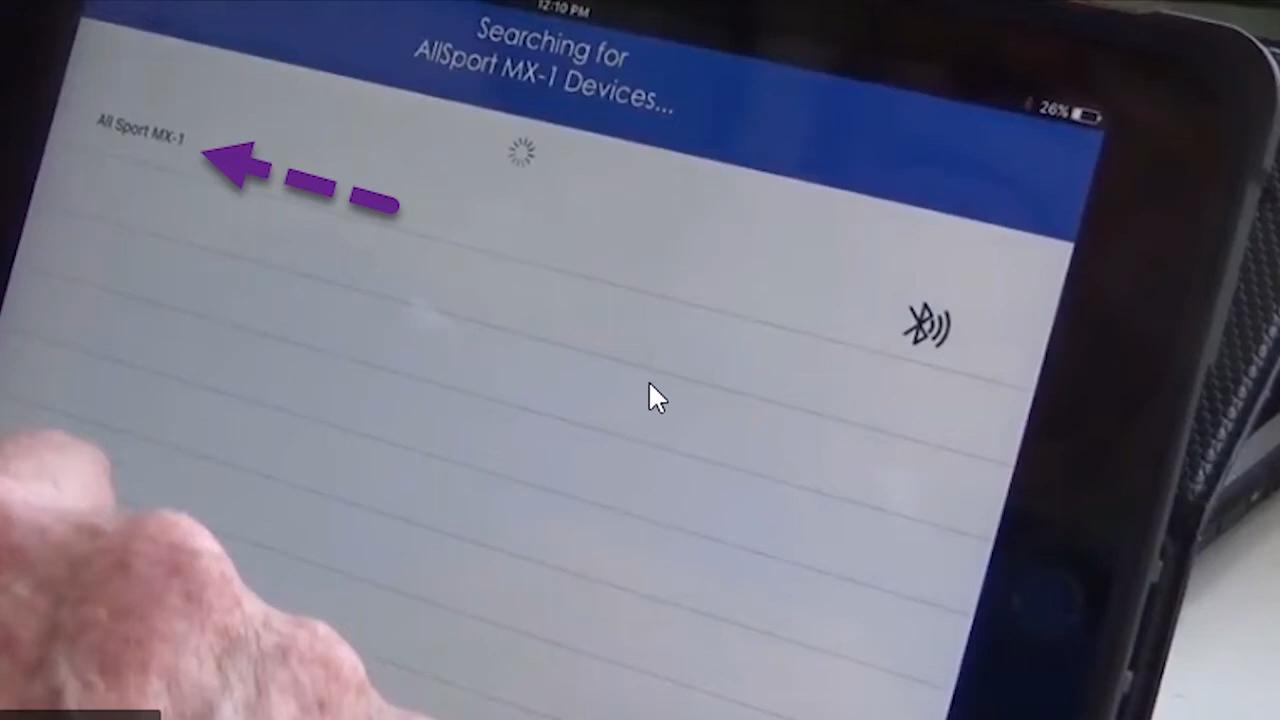 12:10 PM
Searching for
AllSport MX-1 Devices...
26%
All Sport MX-1